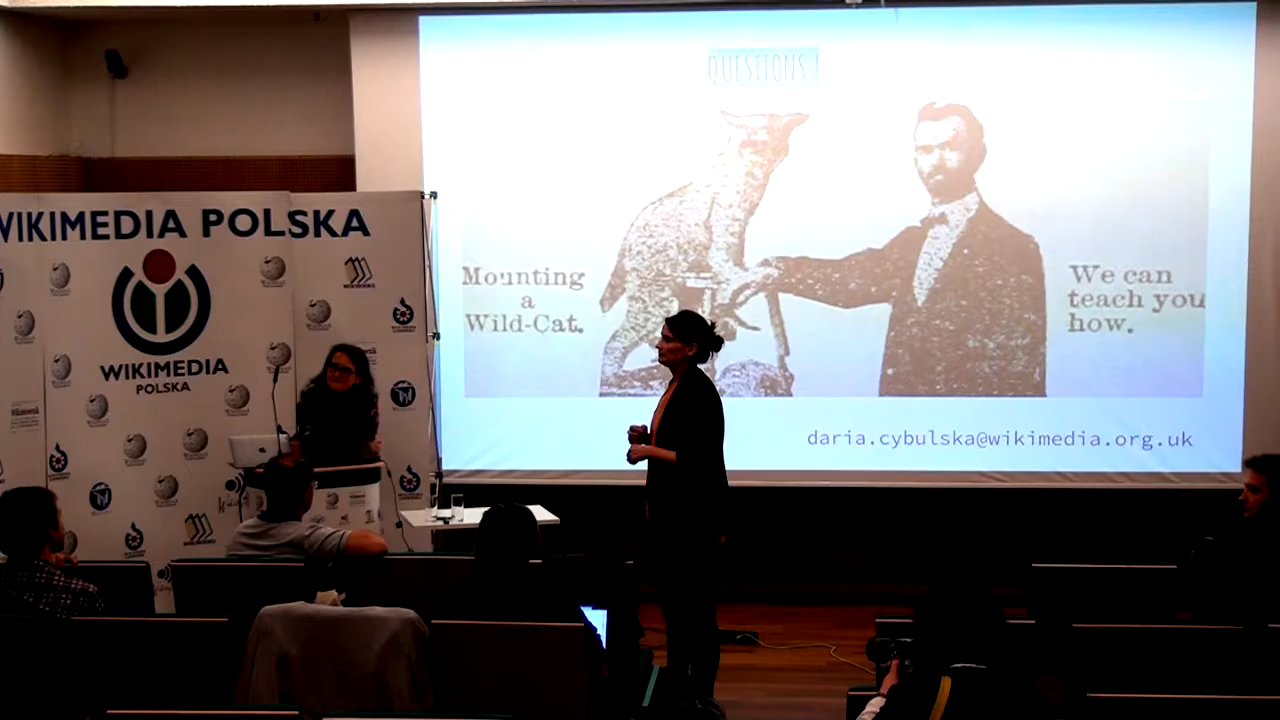 QUESTIONS !
Mounting
a
Wild-Cat.
We can
teach you
how.
daria.cybulska@wikimedia.org.uk
WIKIMEDIA POLSKA
WIKIMEDIA
POLSKA